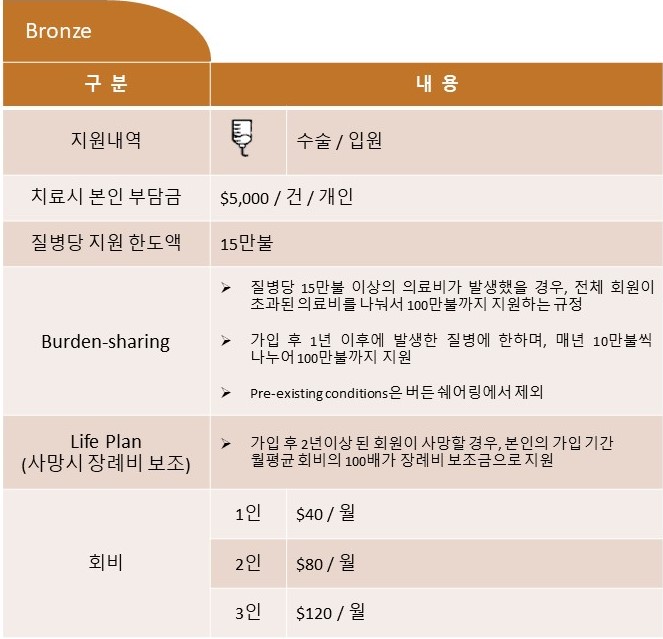 Bronze
구 분
내 용
지원내역
수술 / 입원
치료시 본인 부담금
$5,000 / 건 / 개인
질병당 지원 한도액
15만불
Burden-sharing
➢ 질병당 15만불 이상의 의료비가 발생했을 경우, 전체 회원이
초과된 의료비를 나눠서 100만불까지 지원하는 규정
➢ 가입 후 1년 이후에 발생한 질병에 한하며, 매년 10만불씩
나누어 100만불까지 지원
➢ Pre-existing conditions은 버든 쉐어링에서 제외
Life Plan
(사망시 장례비 보조)
➢ 가입 후 2년이상 된 회원이 사망할 경우, 본인의 가입 기간
월평균 회비의 100배가 장례비 보조금으로 지원
회비
1인
$40 / 월
2인
$80 / 월
3인
$120 / 월